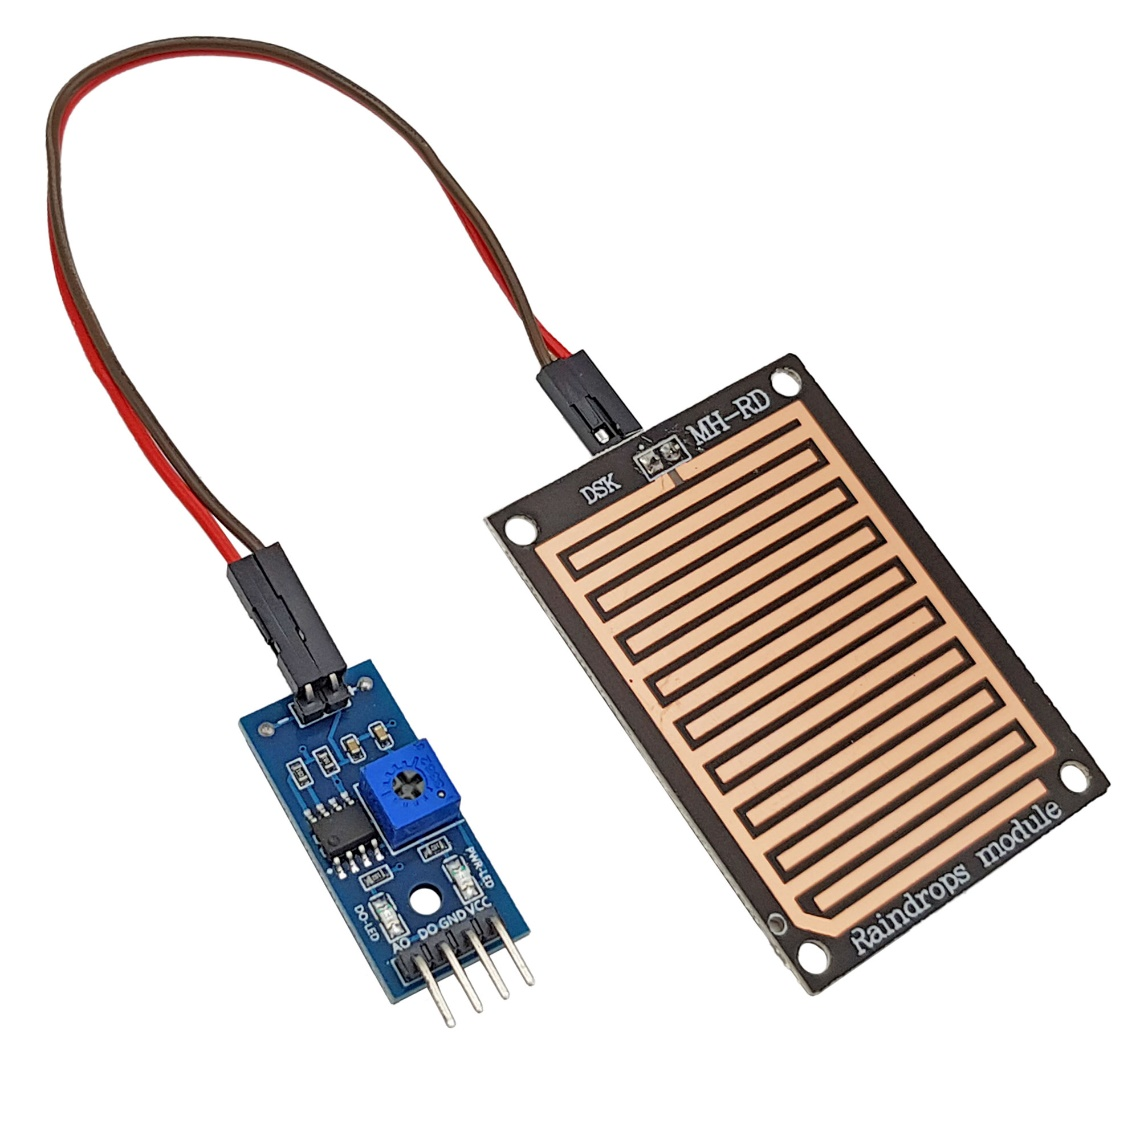 MH-RD
DSK
Raindrops module
PWR-LED
DO-LED
AO DO GND VCC